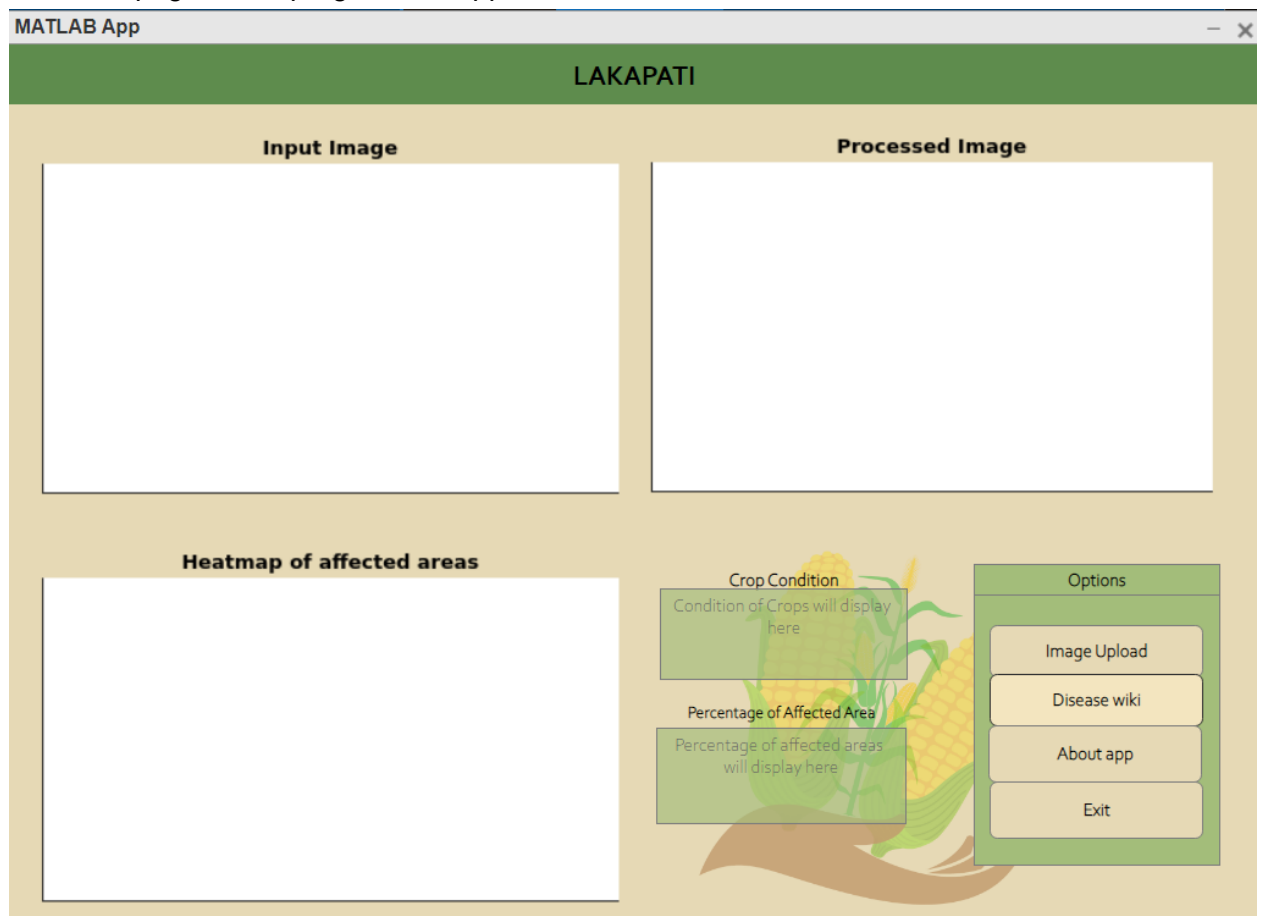 MATLAB App
LAKAPATI
Input Image
Processed Image
Heatmap of affected areas
Crop Condition
Condition of Crops will display
here
Percentage of Affected Area
Percentage of affected areas
will display here
Options
Image Upload
Disease wiki
About app
Exit